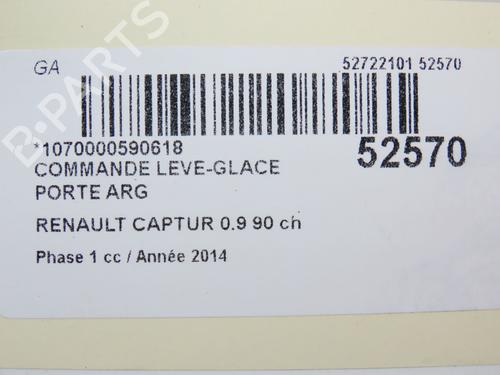 GA
52722101 52570
*1070000590618
52570
COMMANDE LEVE-GLACE
PORTE ARG
RENAULT CAPTUR 0.9 90 ch
Phase 1 cc / Année 2014
B-PARTS